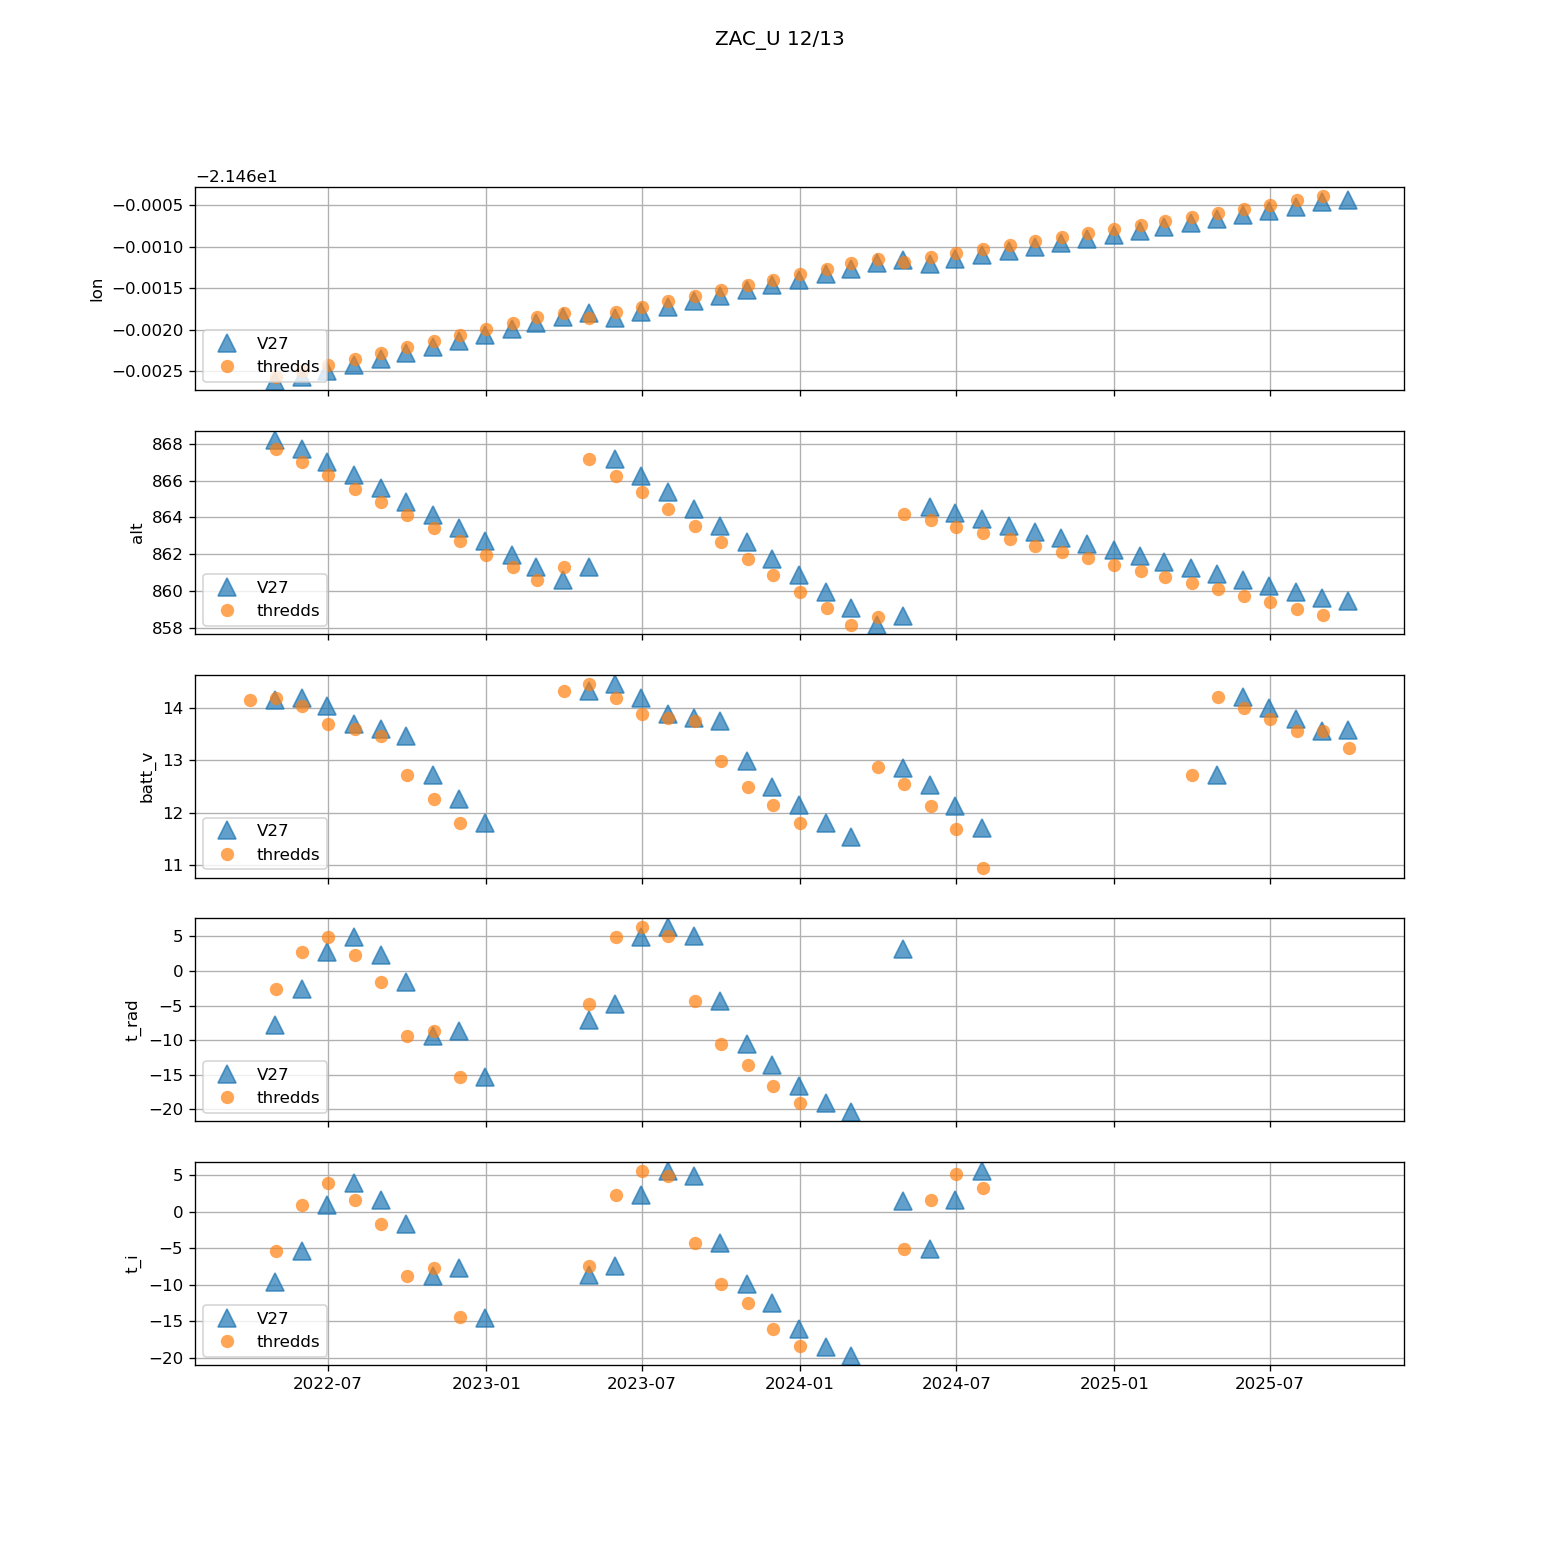 ZAC_U 12/13
−2.146e1
−0.0005
−0.0010
−0.0015
−0.0020
−0.0025
lon
V27
thredds
868
866
864
862
860
858
alt
V27
thredds
14
13
12
11
batt_v
V27
thredds
5
0
−5
−10
−15
−20
t_rad
V27
thredds
5
0
−5
−10
−15
−20
t_i
V27
thredds
2022-07 2023-01 2023-07 2024-01 2024-07 2025-01 2025-07